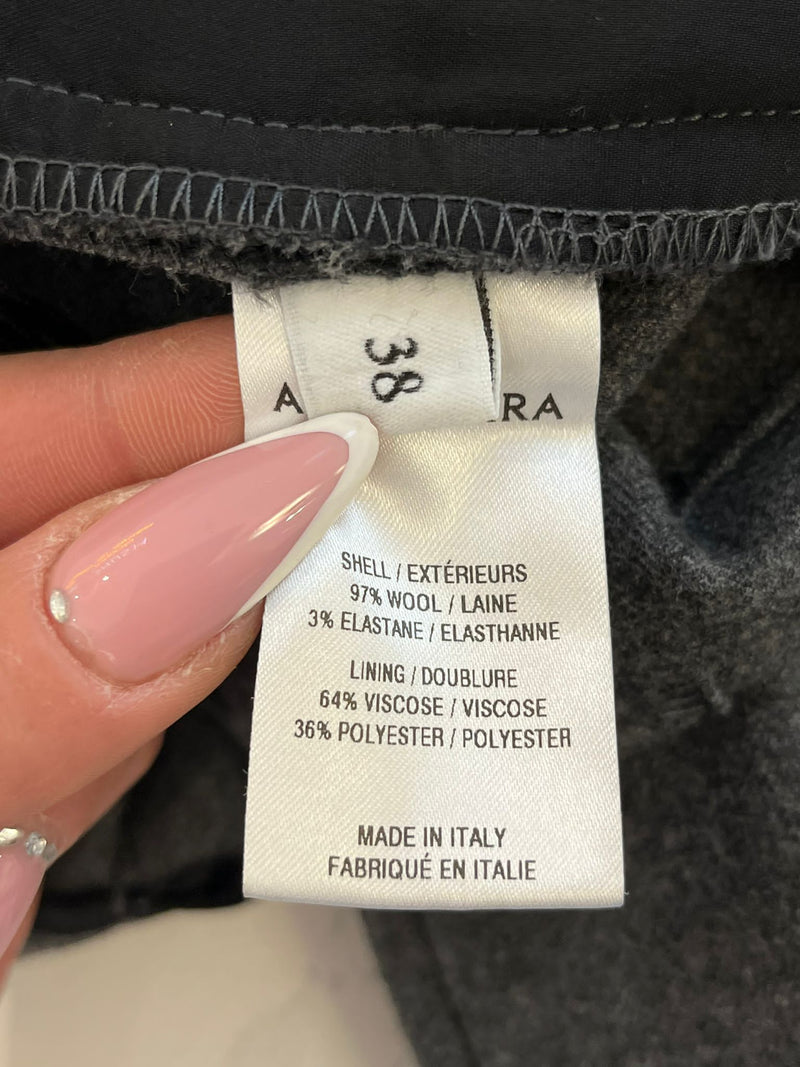 38
SHELL / EXTÉRIEURS
97% WOOL / LAINE
3% ELASTANE / ELASTHANNE
LINING / DOUBLURE
64% VISCOSE / VISCOSE
36% POLYESTER / POLYESTER
MADE IN ITALY
FABRIQUÉ EN ITALIE